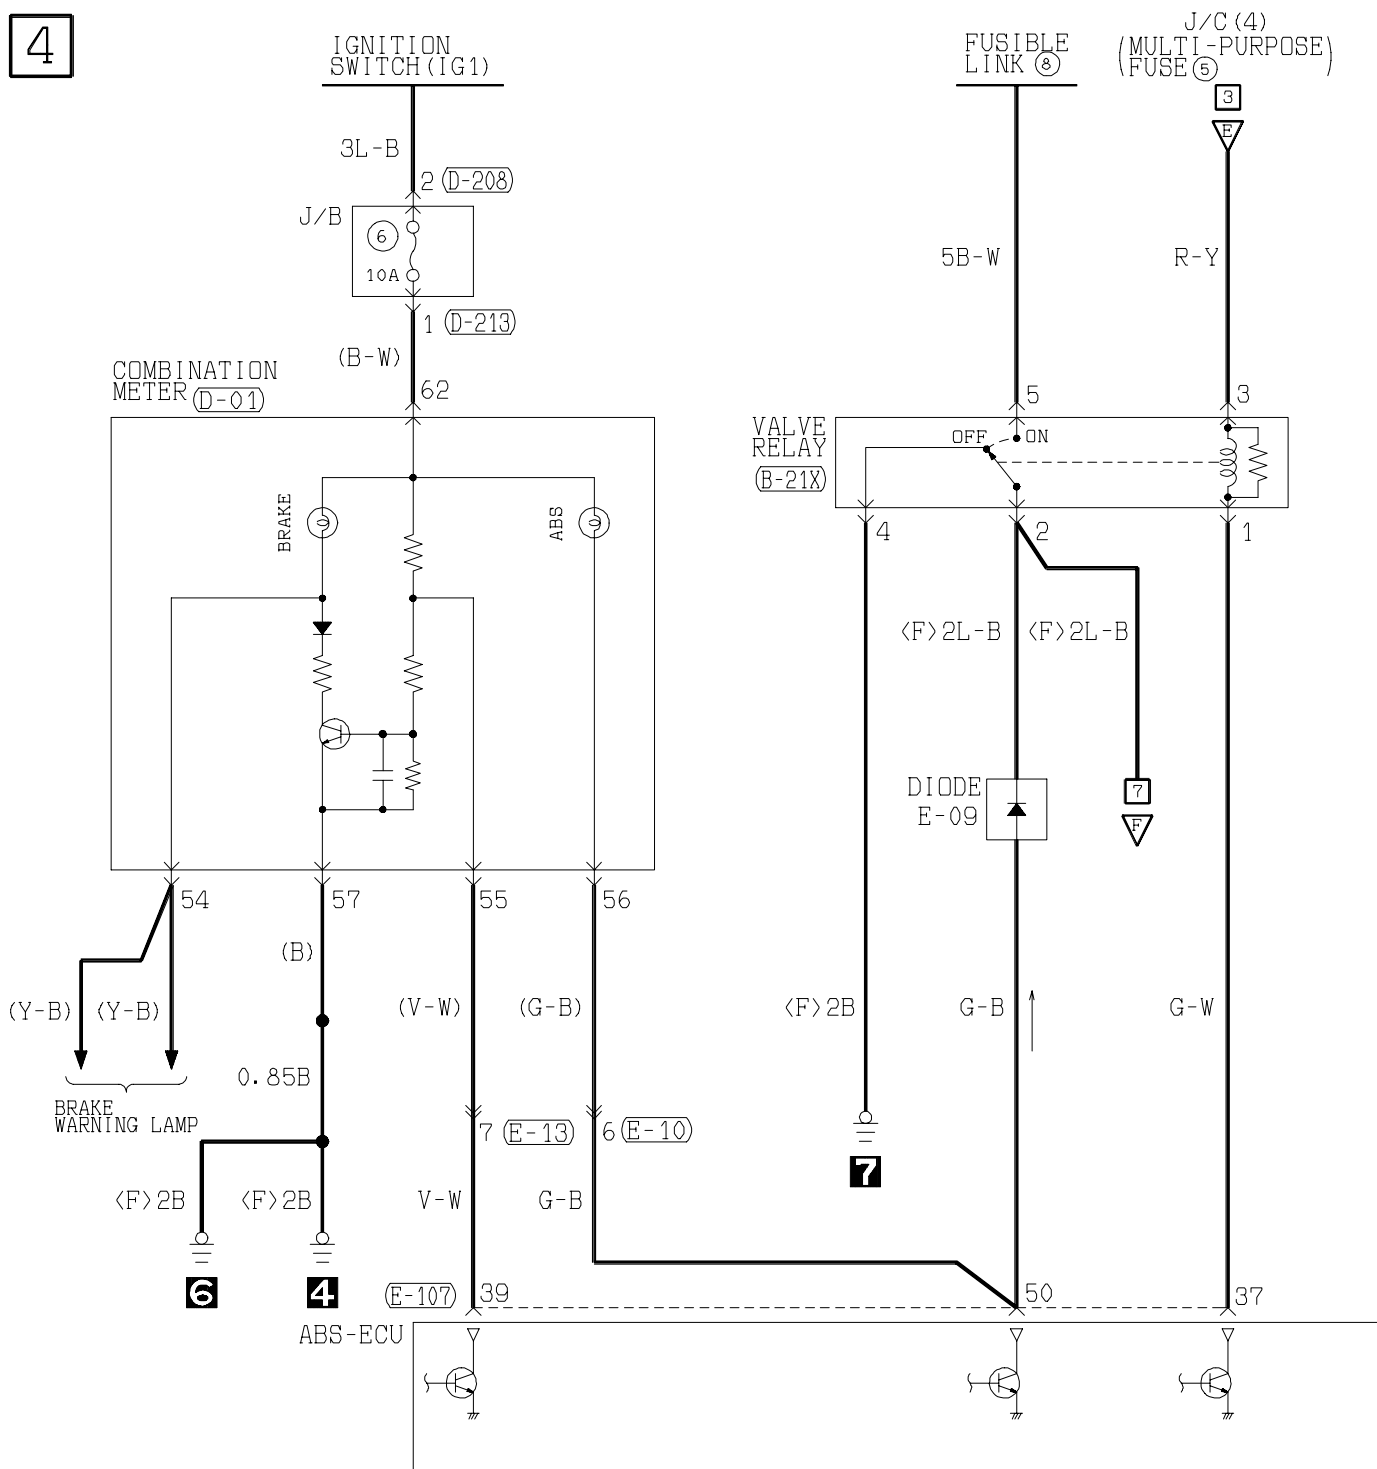 4
IGNITION
SWITCH(IG1)
FUSIBLE
LINK 8
J/C(4)
(MULTI-PURPOSE
FUSE 5)
3
E
3L-B
2 (D-208)
J/B
6
10A
5B-W
R-Y
1 (D-213)
(B-W)
COMBINATION
METER (D-01)
62
5
3
VALVE
RELAY
(B-21X)
OFF
ON
BRAKE
ABS
4
2
1
<F>2L-B
<F>2L-B
DIODE
E-09
7
F
54
57
55
56
(B)
(Y-B)
(Y-B)
(V-W)
(G-B)
<F>2B
G-B
G-W
0.85B
BRAKE
WARNING LAMP
7 (E-13)
6 (E-10)
7
<F>2B
<F>2B
V-W
G-B
6
4
(E-107)
39
50
37
ABS-ECU